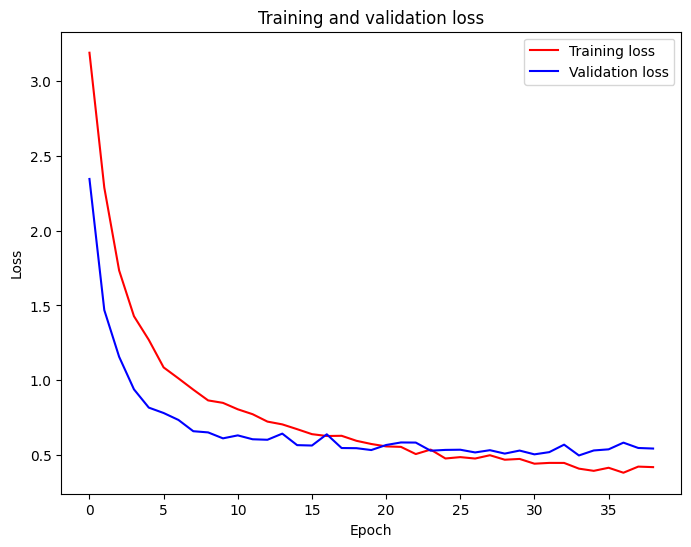 Training and validation loss
Training loss
Validation loss
3.0
2.5
2.0
1.5
1.0
0.5
Loss
0 5 10 15 20 25 30 35
Epoch